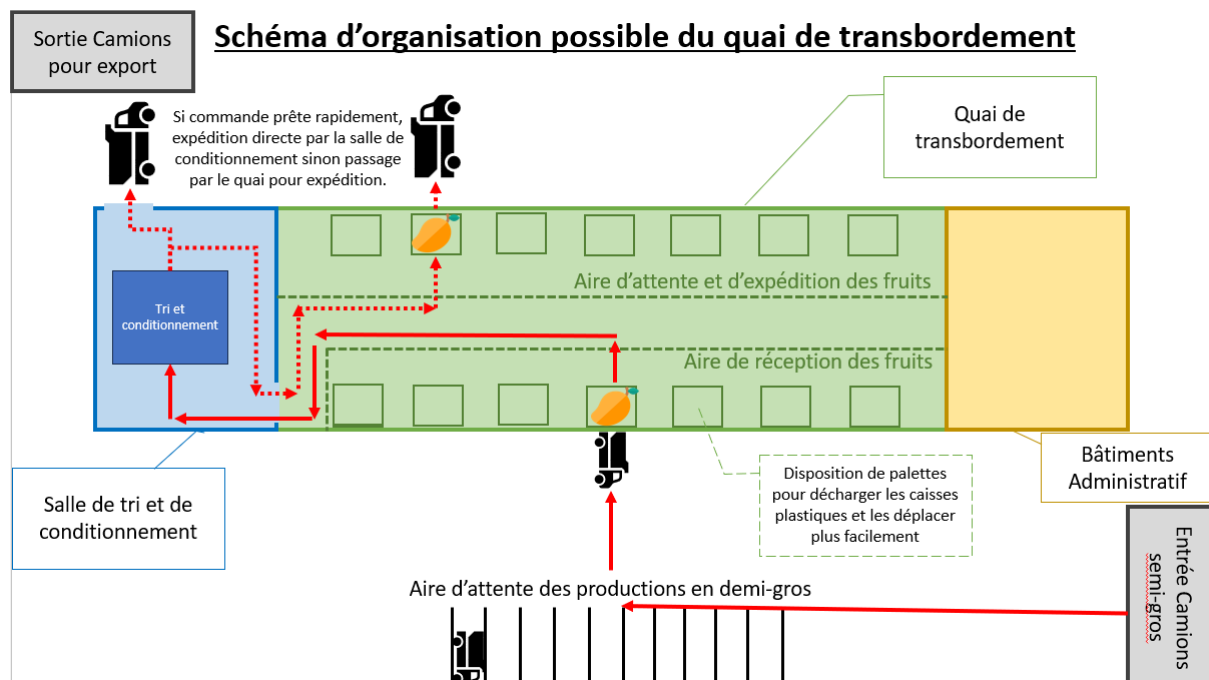 Schéma d'organisation possible du quai de transbordement
Sortie Camions
pour export
Si commande prête rapidement,
expédition directe par la salle de
conditionnement sinon passage
par le quai pour expédition.
Quai de
transbordement
Aire d'attente et d'expédition des fruits
Tri et
conditionnement
Aire de réception des fruits
Bâtiments
Administratif
Salle de tri et de
conditionnement
Disposition de palettes
pour décharger les caisses
plastiques et les déplacer
plus facilement
Aire d'attente des productions en demi-gros
Entrée Camions
semi-gros